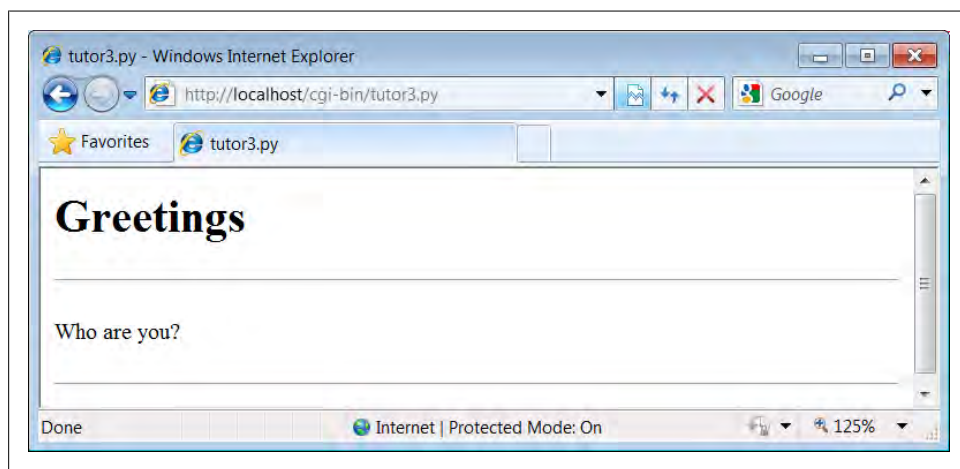 tutor3.py - Windows Internet Explorer
http://localhost/cgi-bin/tutor3.py
Google
Favorites
tutor3.py
Greetings
Who are you?
Done
Internet | Protected Mode: On
125%